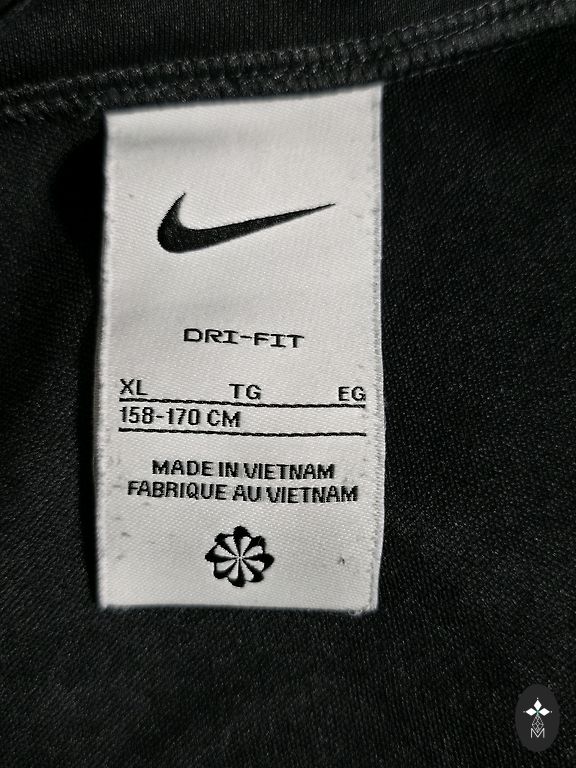 DRI-FIT
XL TG EG
158-170 CM
MADE IN VIETNAM
FABRIQUE AU VIETNAM
M